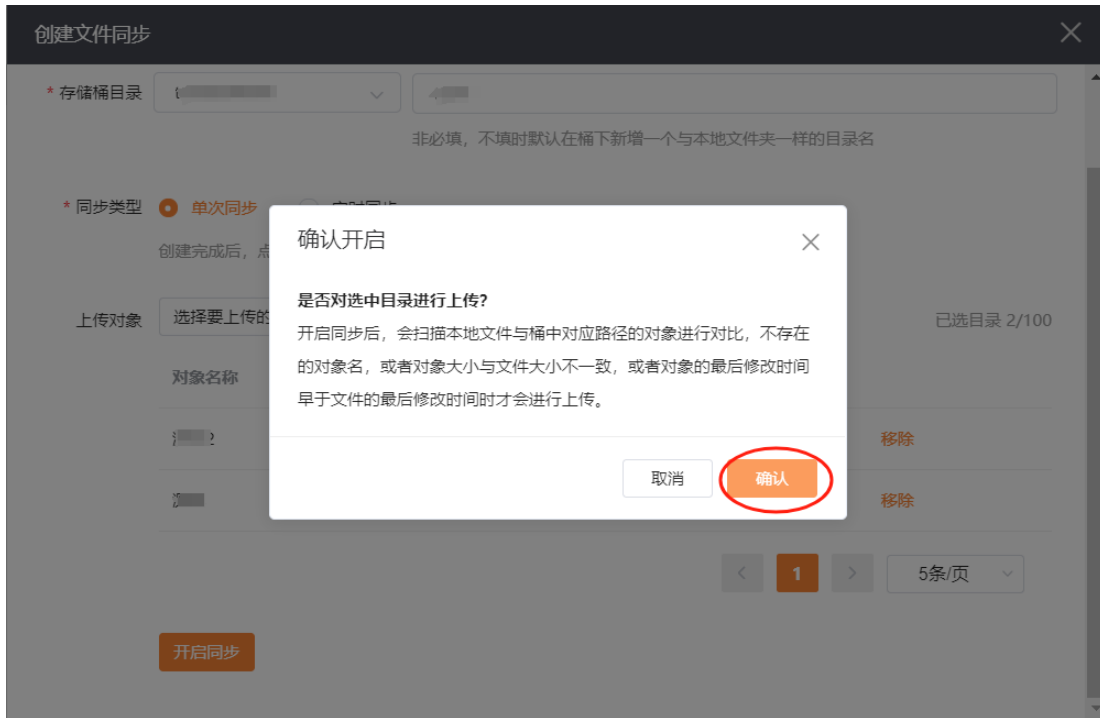 创建文件同步
* 存储桶目录
非必填，不填时默认在桶下新增一个与本地文件夹一样的目录名
* 同步类型 单次同步 实时同步
创建完成后，点
确认开启
是否对选中目录进行上传?
开启同步后，会扫描本地文件与桶中对应路径的对象进行对比，不存在
的对象名，或者对象大小与文件大小不一致，或者对象的最后修改时间
早于文件的最后修改时间时才会进行上传。
取消 确认
上传对象 选择要上传的 已选目录 2/100
对象名称
移除
移除
1 5条/页
开启同步